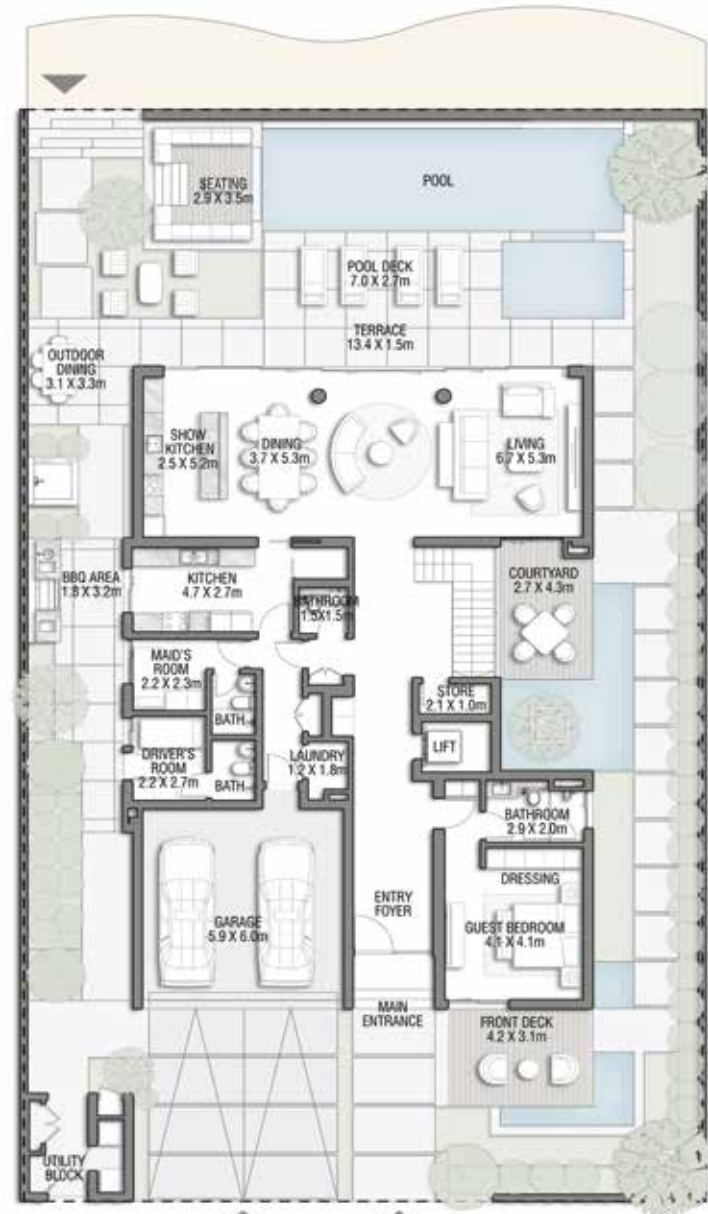 SEATING
2.9 X 3.5m
POOL
POOL DECK
7.0 X 2.7m
TERRACE
13.4 X 1.5m
OUTDOOR
DINING
3.1 X 3.3m
SHOW
KITCHEN
2.5 X 5.2m
DINING
3.7 X 5.3m
LIVING
6.7 X 5.3m
BBQ AREA
1.8 X 3.2m
KITCHEN
4.7 X 2.7m
BATHROOM
1.5X1.5m
COURTYARD
2.7 X 4.3m
MAID'S
ROOM
2.2 X 2.3m
BATH
STORE
2.1 X 1.0m
LIFT
DRIVER'S
ROOM
2.2 X 2.7m
BATH
LAUNDRY
1.2 X 1.8m
BATHROOM
2.9 X 2.0m
DRESSING
GARAGE
5.9 X 6.0m
ENTRY
FOYER
GUEST BEDROOM
4.1 X 4.1m
MAIN
ENTRANCE
FRONT DECK
4.2 X 3.1m
UTILITY
BLOCK